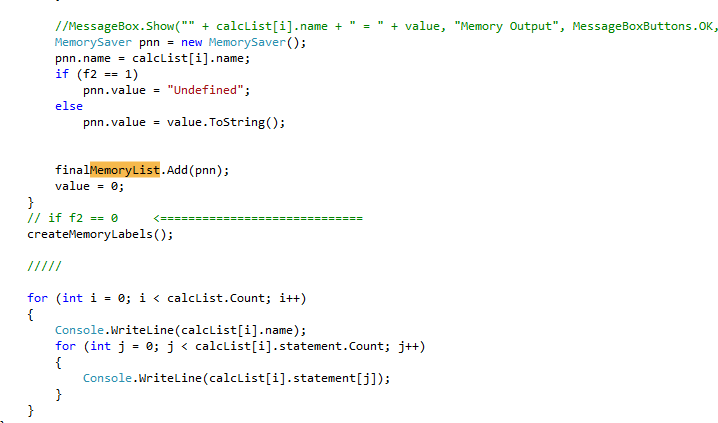 //MessageBox.Show("" + calcList[i].name + " = " + value, "Memory Output", MessageBoxButtons.OK,
MemorySaver pnn = new MemorySaver();
pnn.name = calcList[i].name;
if (f2 == 1)
pnn.value = "Undefined";
else
pnn.value = value.ToString();
finalMemoryList.Add(pnn);
value = 0;
}
// if f2 == 0     <=============================
createMemoryLabels();
/////
for (int i = 0; i < calcList.Count; i++)
{
Console.WriteLine(calcList[i].name);
for (int j = 0; j < calcList[i].statement.Count; j++)
{
Console.WriteLine(calcList[i].statement[j]);
}
}